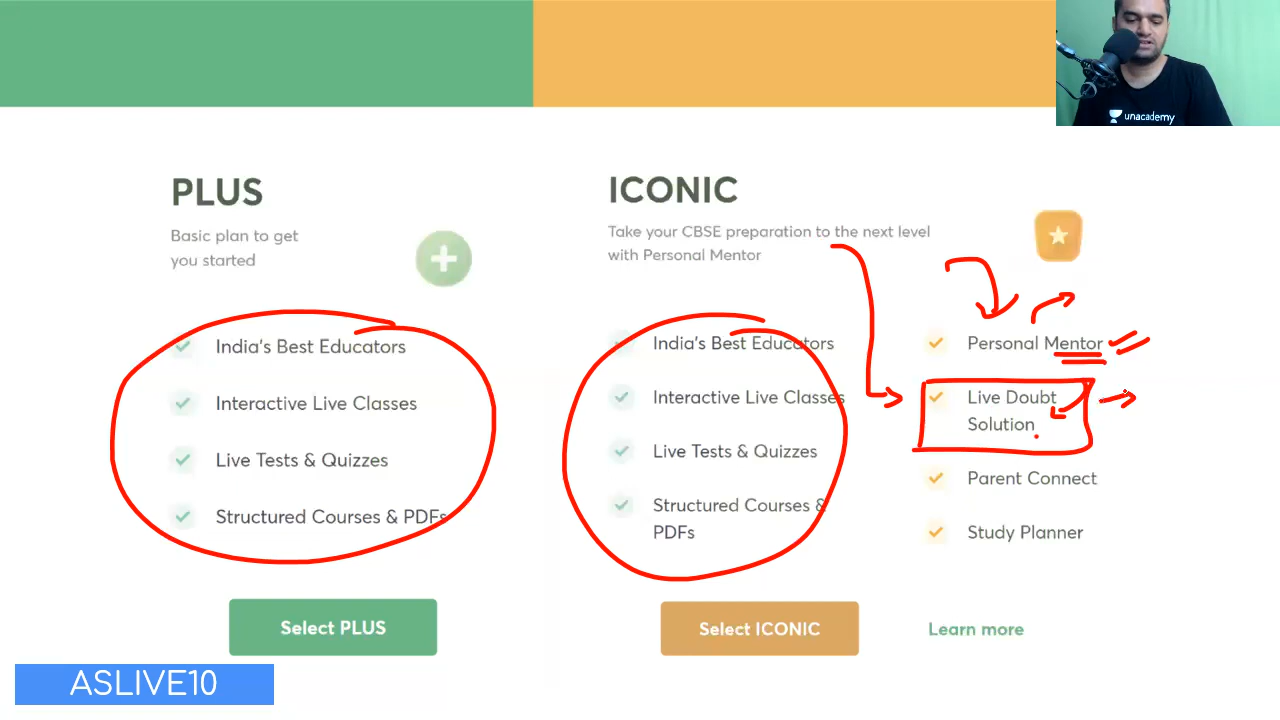 unacademy
PLUS
Basic plan to get
you started
India's Best Educators
Interactive Live Classes
Live Tests & Quizzes
Structured Courses & PDFs
Select PLUS
ICONIC
Take your CBSE preparation to the next level
with Personal Mentor
India's Best Educators
Interactive Live Classes
Live Tests & Quizzes
Structured Courses &
PDFs
Personal Mentor
Live Doubt
Solution
Parent Connect
Study Planner
Select ICONIC
Learn more
ASLIVE10